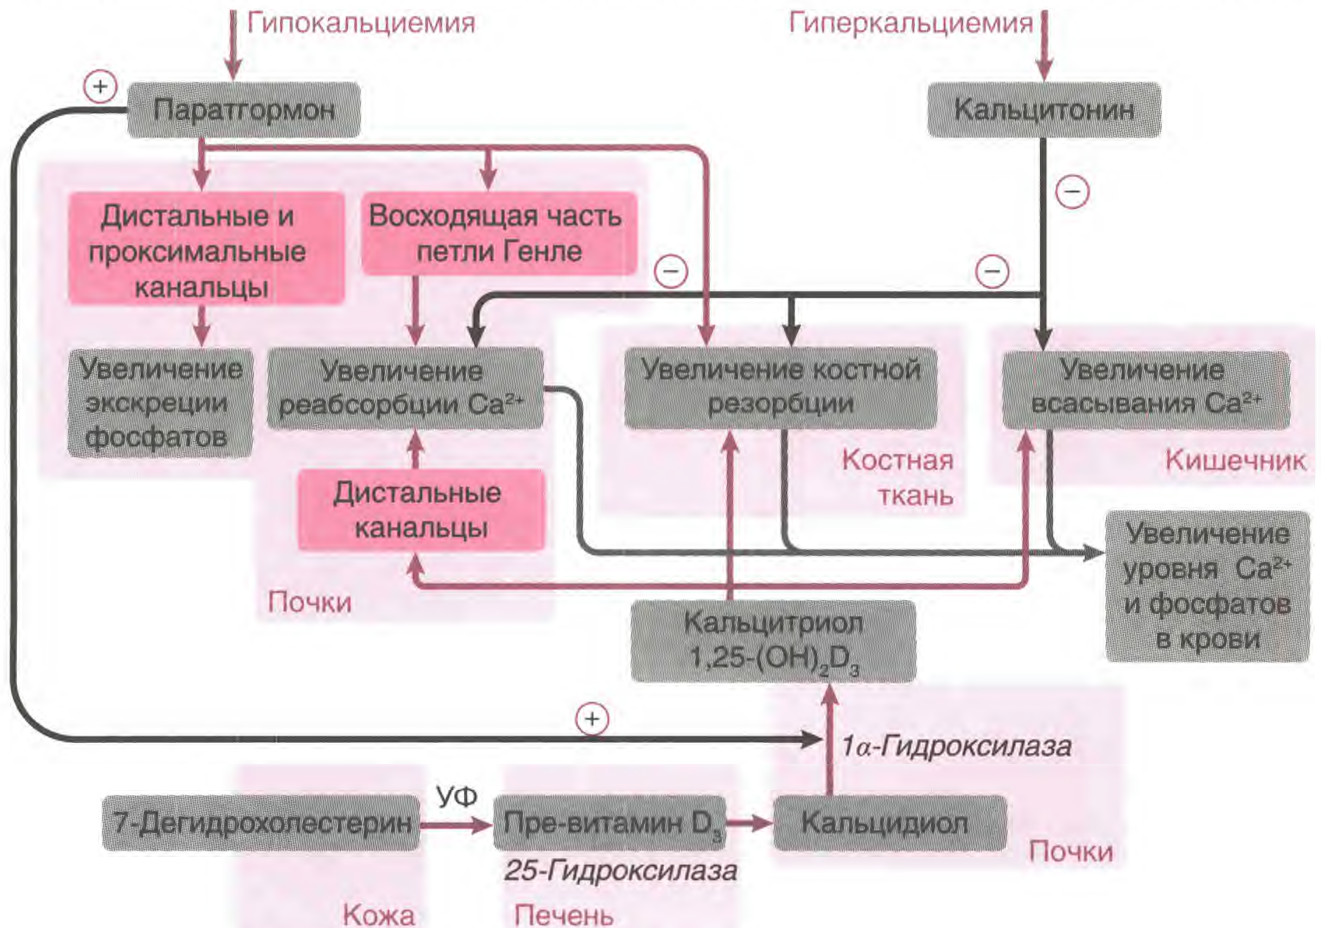 Гипокальциемия
Гиперкальциемия
+
Паратгормон
Кальцитонин
−
Дистальные и
проксимальные
канальцы
Восходящая часть
петли Генле
−
−
Увеличение
экскреции
фосфатов
Увеличение
реабсорбции Ca²⁺
Увеличение костной
резорбции
Увеличение
всасывания Ca²⁺
Костная
ткань
Кишечник
Дистальные
канальцы
Почки
Увеличение
уровня Ca²⁺
и фосфатов
в крови
Кальцитриол
1,25-(OH)₂D₃
+
1α-Гидроксилаза
7-Дегидрохолестерин
УФ
Пре-витамин D₃
Кальцидиол
25-Гидроксилаза
Почки
Кожа
Печень